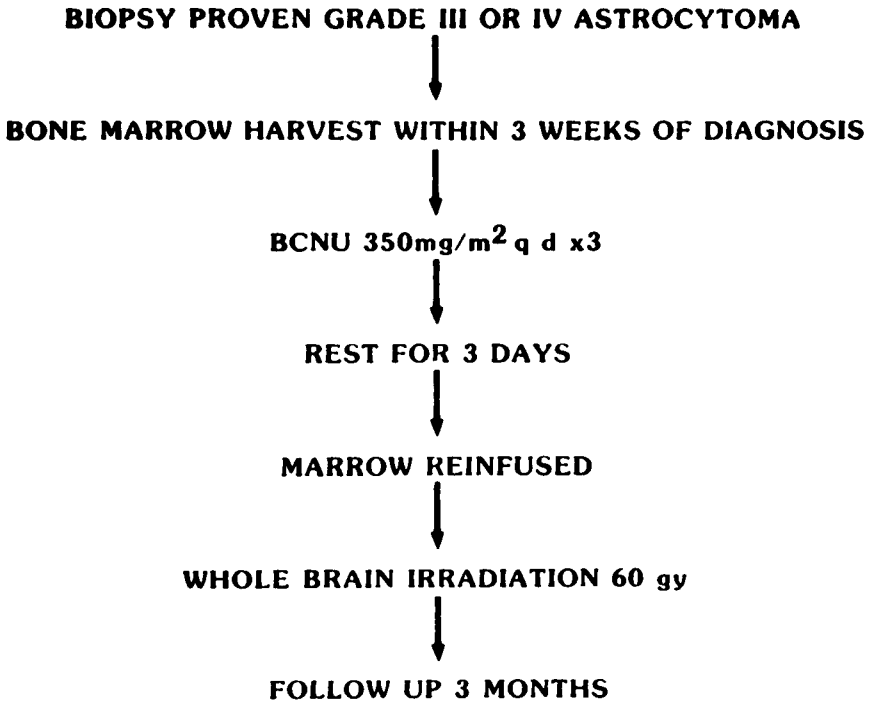 BIOPSY PROVEN GRADE III OR IV ASTROCYTOMA
BONE MARROW HARVEST WITHIN 3 WEEKS OF DIAGNOSIS
BCNU 350mg/m² q d x3
REST FOR 3 DAYS
MARROW REINFUSED
WHOLE BRAIN IRRADIATION 60 gy
FOLLOW UP 3 MONTHS